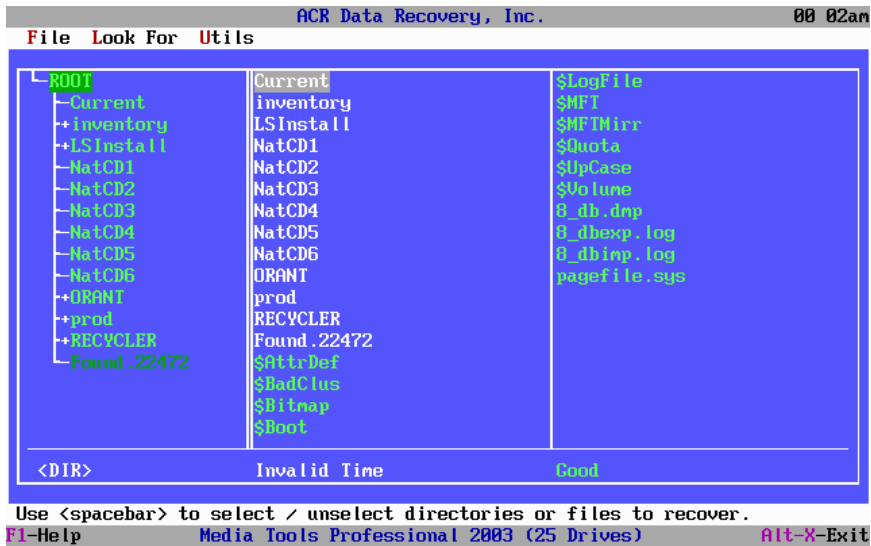 ACR Data Recovery, Inc. 00 02am
File Look For Utils
ROOT Current $LogFile
Current inventory $MFT
+inventory LSInstall $MFTMirr
+LSInstall NatCD1 $Quota
NatCD1 NatCD2 $UpCase
NatCD2 NatCD3 $Volume
NatCD3 NatCD4 8_db.dmp
NatCD4 NatCD5 8_dbexp.log
NatCD5 NatCD6 8_dbimp.log
NatCD6 ORANT pagefile.sys
+ORANT prod
+prod RECYCLER
+RECYCLER Found.22472
Found.22472 $AttrDef
$BadClus
$Bitmap
$Boot
<DIR> Invalid Time Good
Use <spacebar> to select / unselect directories or files to recover.
F1-Help Media Tools Professional 2003 (25 Drives) Alt-X-Exit